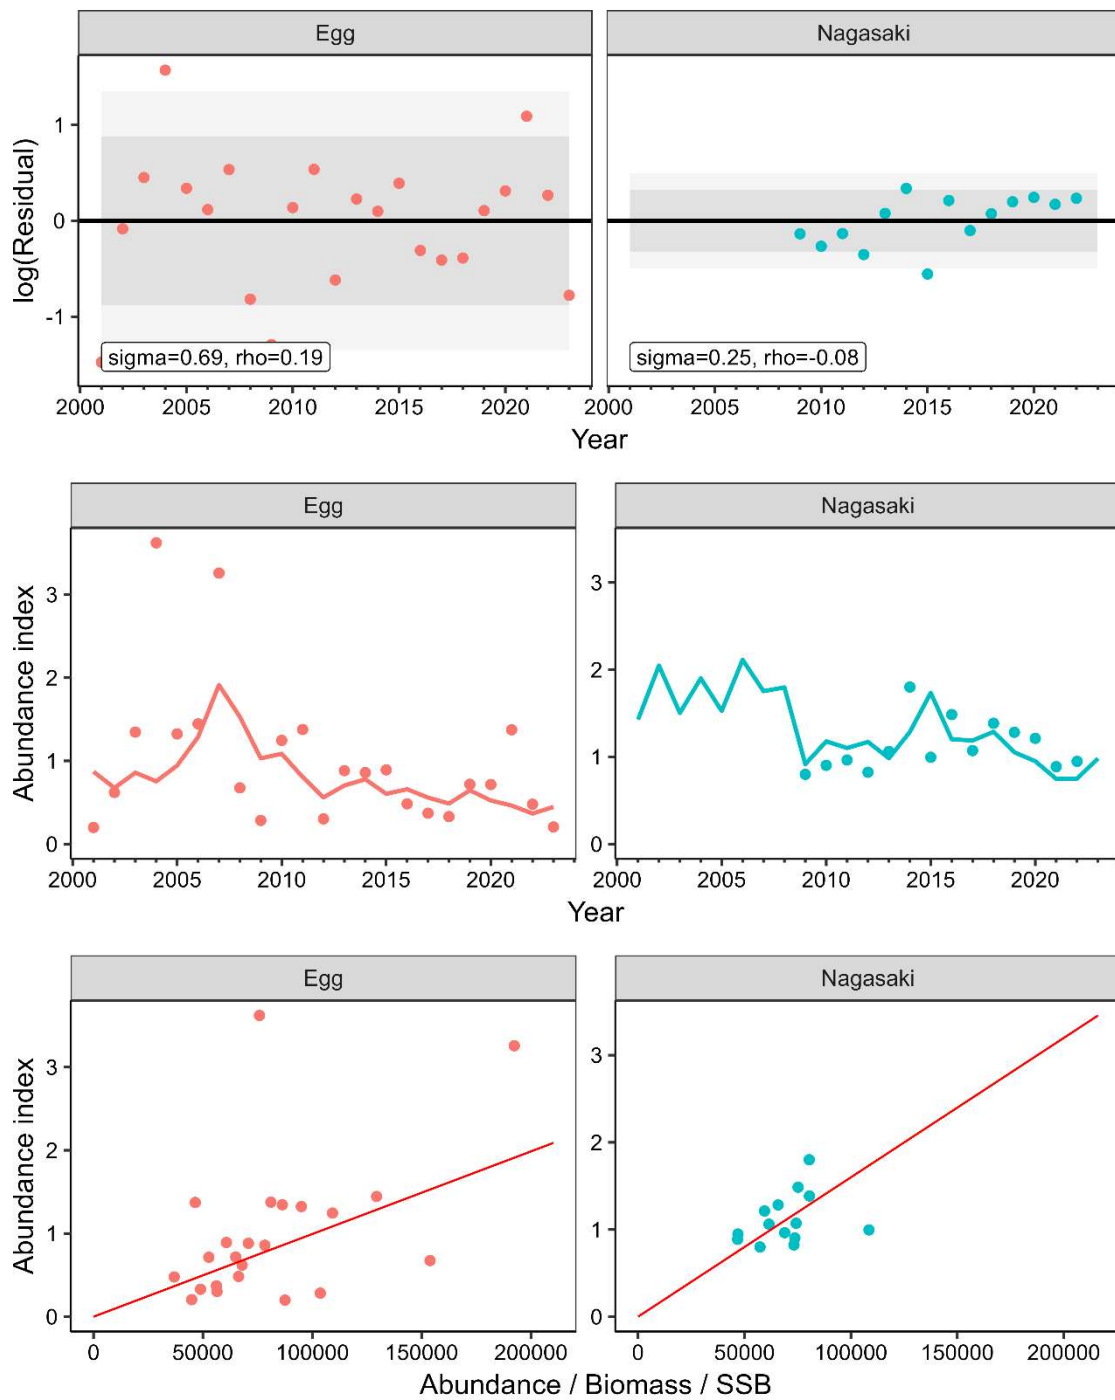 Egg Nagasaki
log(Residual)
1
0
-1
sigma=0.69, rho=0.19 sigma=0.25, rho=-0.08
2000 2005 2010 2015 2020 2000 2005 2010 2015 2020
Year
Egg Nagasaki
Abundance index
3 3
2 2
1 1
0 0
2000 2005 2010 2015 2020 2000 2005 2010 2015 2020
Year
Egg Nagasaki
Abundance index
3 3
2 2
1 1
0 0
0 50000 100000 150000 200000 0 50000 100000 150000 200000
Abundance / Biomass / SSB